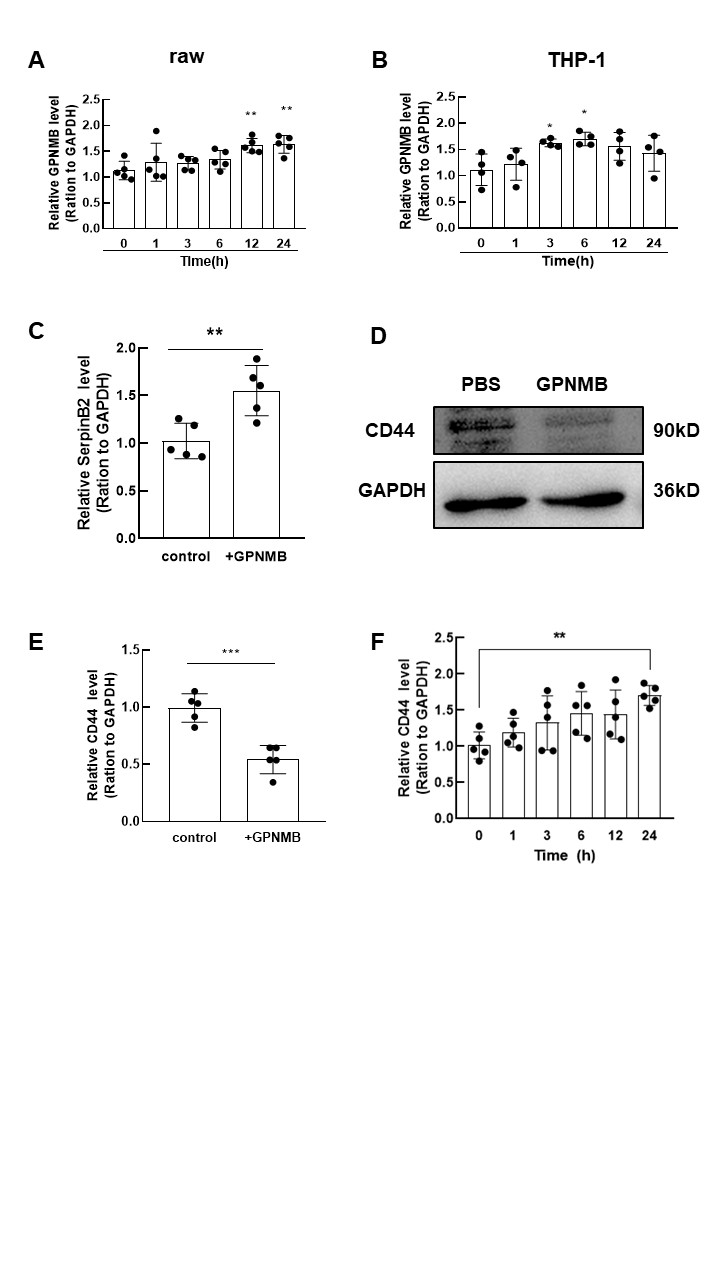 A
raw
Relative GPNMB level
(Ration to GAPDH)
2.5
2.0
1.5
1.0
0.5
0.0
**
**
0 1 3 6 12 24
Time(h)
B
THP-1
Relative GPNMB level
(Ration to GAPDH)
2.5
2.0
1.5
1.0
0.5
0.0
*
*
0 1 3 6 12 24
Time(h)
C
Relative SerpinB2 level
(Ration to GAPDH)
2.0
1.5
1.0
0.5
0.0
**
control +GPNMB
D
PBS GPNMB
CD44 90kD
GAPDH 36kD
E
Relative CD44 level
(Ration to GAPDH)
1.5
1.0
0.5
0.0
***
control +GPNMB
F
Relative CD44 level
(Ration to GAPDH)
2.5
2.0
1.5
1.0
0.5
0.0
**
0 1 3 6 12 24
Time (h)